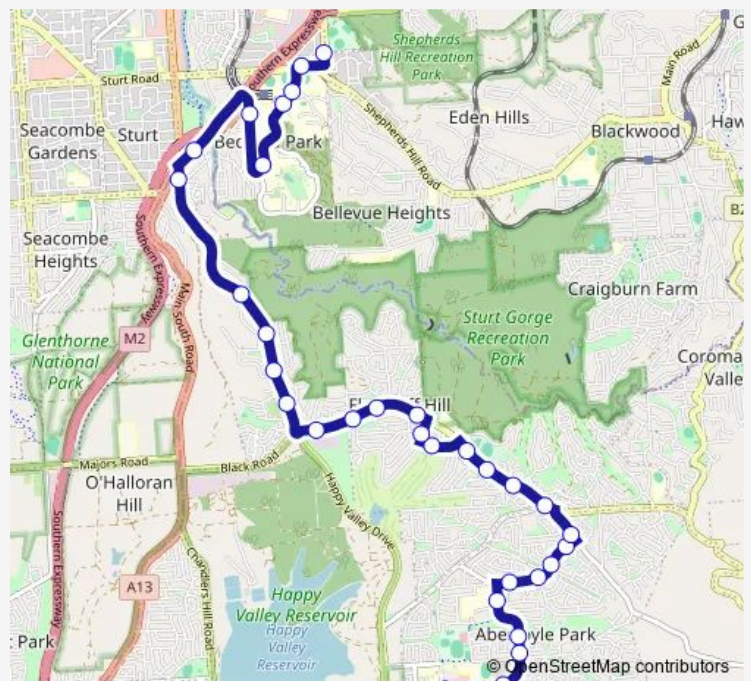 Southern Expressway
Shepherds
Hill Recreation
Park
Main Road
Sturt Road
Eden Hills
Blackwood
Seacombe
Gardens
Sturt
Park
Shepherds Hill Road
Bellevue Heights
Southern Expressway
Seacombe
Heights
Main South Road
Craigburn Farm
Glenthorne
National
Park
M2
Sturt Gorge
Recreation
Park
Hill
Majors Road
Black Road
O'Halloran
Hill
Happy Valley Drive
Southern Expressway
Chandlers Hill Road
A13
Happy
Valley Reservoir
Happy
Valley
Reservoir
Park
© OpenStreetMap contributors